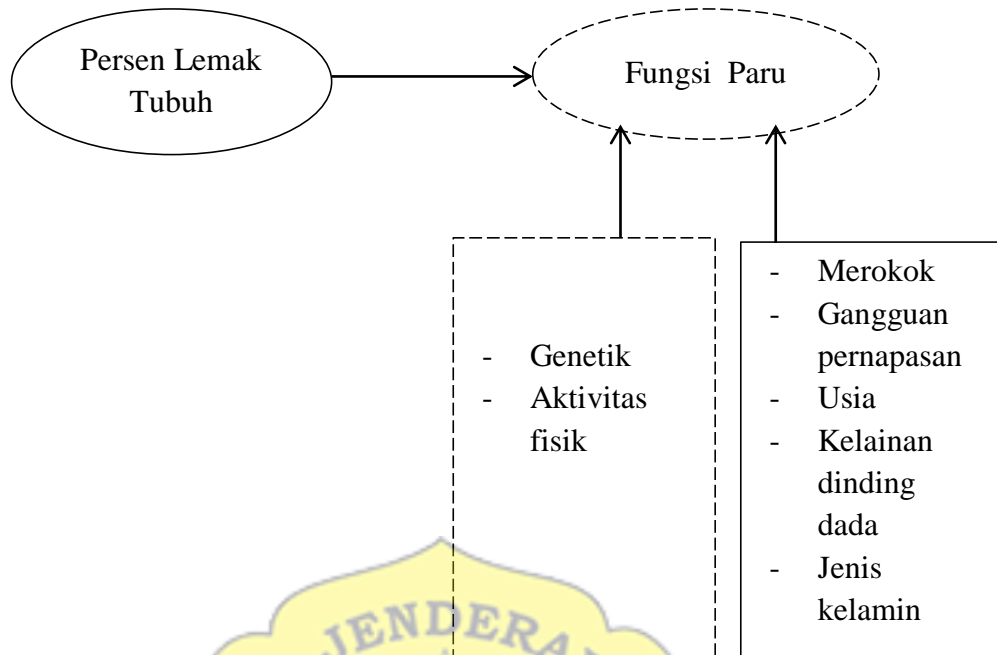 Persen Lemak
Tubuh
Fungsi Paru
- Genetik
- Aktivitas
fisik
- Merokok
- Gangguan
pernapasan
- Usia
- Kelainan
dinding
dada
- Jenis
kelamin